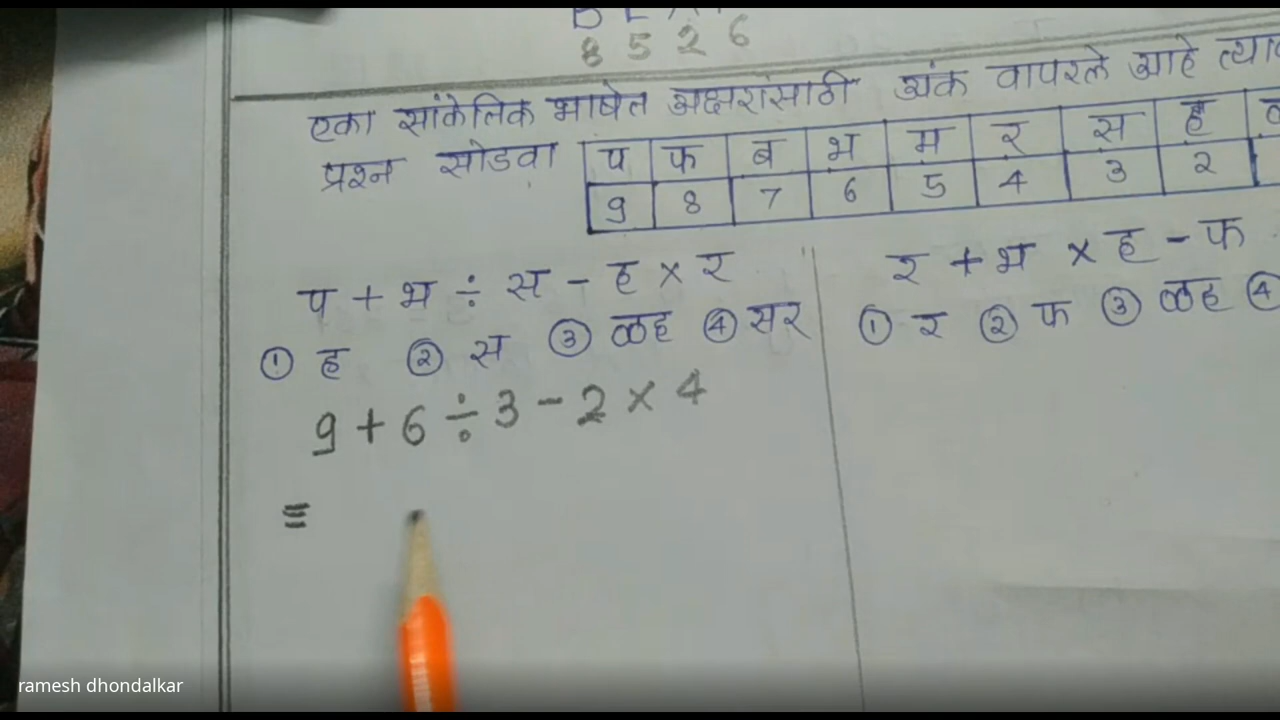 8 5 2 6
एका सांकेतिक भाषेत अक्षरांसाठी अंक वापरले आहे
प्रश्न सोडवा
प फ ब भ म र स ह
9 8 7 6 5 4 3 2
प + भ ÷ स - ह × र
① ह ② स ③ ळह ④ सर
9 + 6 ÷ 3 - 2 × 4
=
र + भ × ह - फ
① र ② फ ③ ळह ④
ramesh dhondalkar